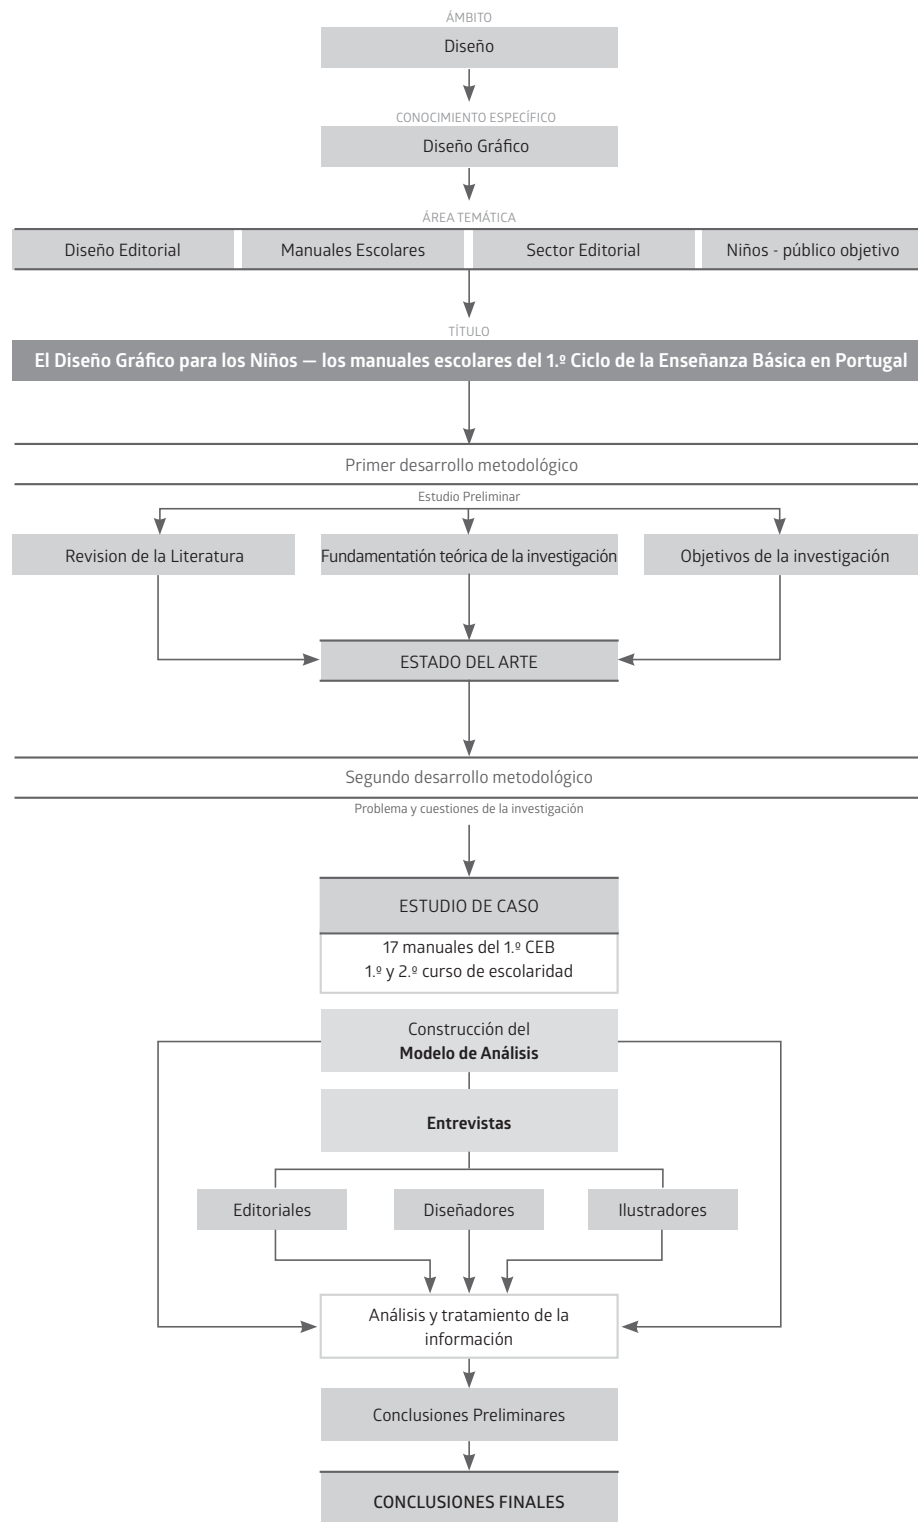 ÁMBITO
Diseño
CONOCIMIENTO ESPECÍFICO
Diseño Gráfico
ÁREA TEMÁTICA
Diseño Editorial
Manuales Escolares
Sector Editorial
Niños - público objetivo
TÍTULO
El Diseño Gráfico para los Niños — los manuales escolares del 1.º Ciclo de la Enseñanza Básica en Portugal
Primer desarrollo metodológico
Estudio Preliminar
Revision de la Literatura
Fundamentatión teórica de la investigación
Objetivos de la investigación
ESTADO DEL ARTE
Segundo desarrollo metodológico
Problema y cuestiones de la investigación
ESTUDIO DE CASO
17 manuales del 1.º CEB
1.º y 2.º curso de escolaridad
Construcción del
Modelo de Análisis
Entrevistas
Editoriales
Diseñadores
Ilustradores
Análisis y tratamiento de la
información
Conclusiones Preliminares
CONCLUSIONES FINALES